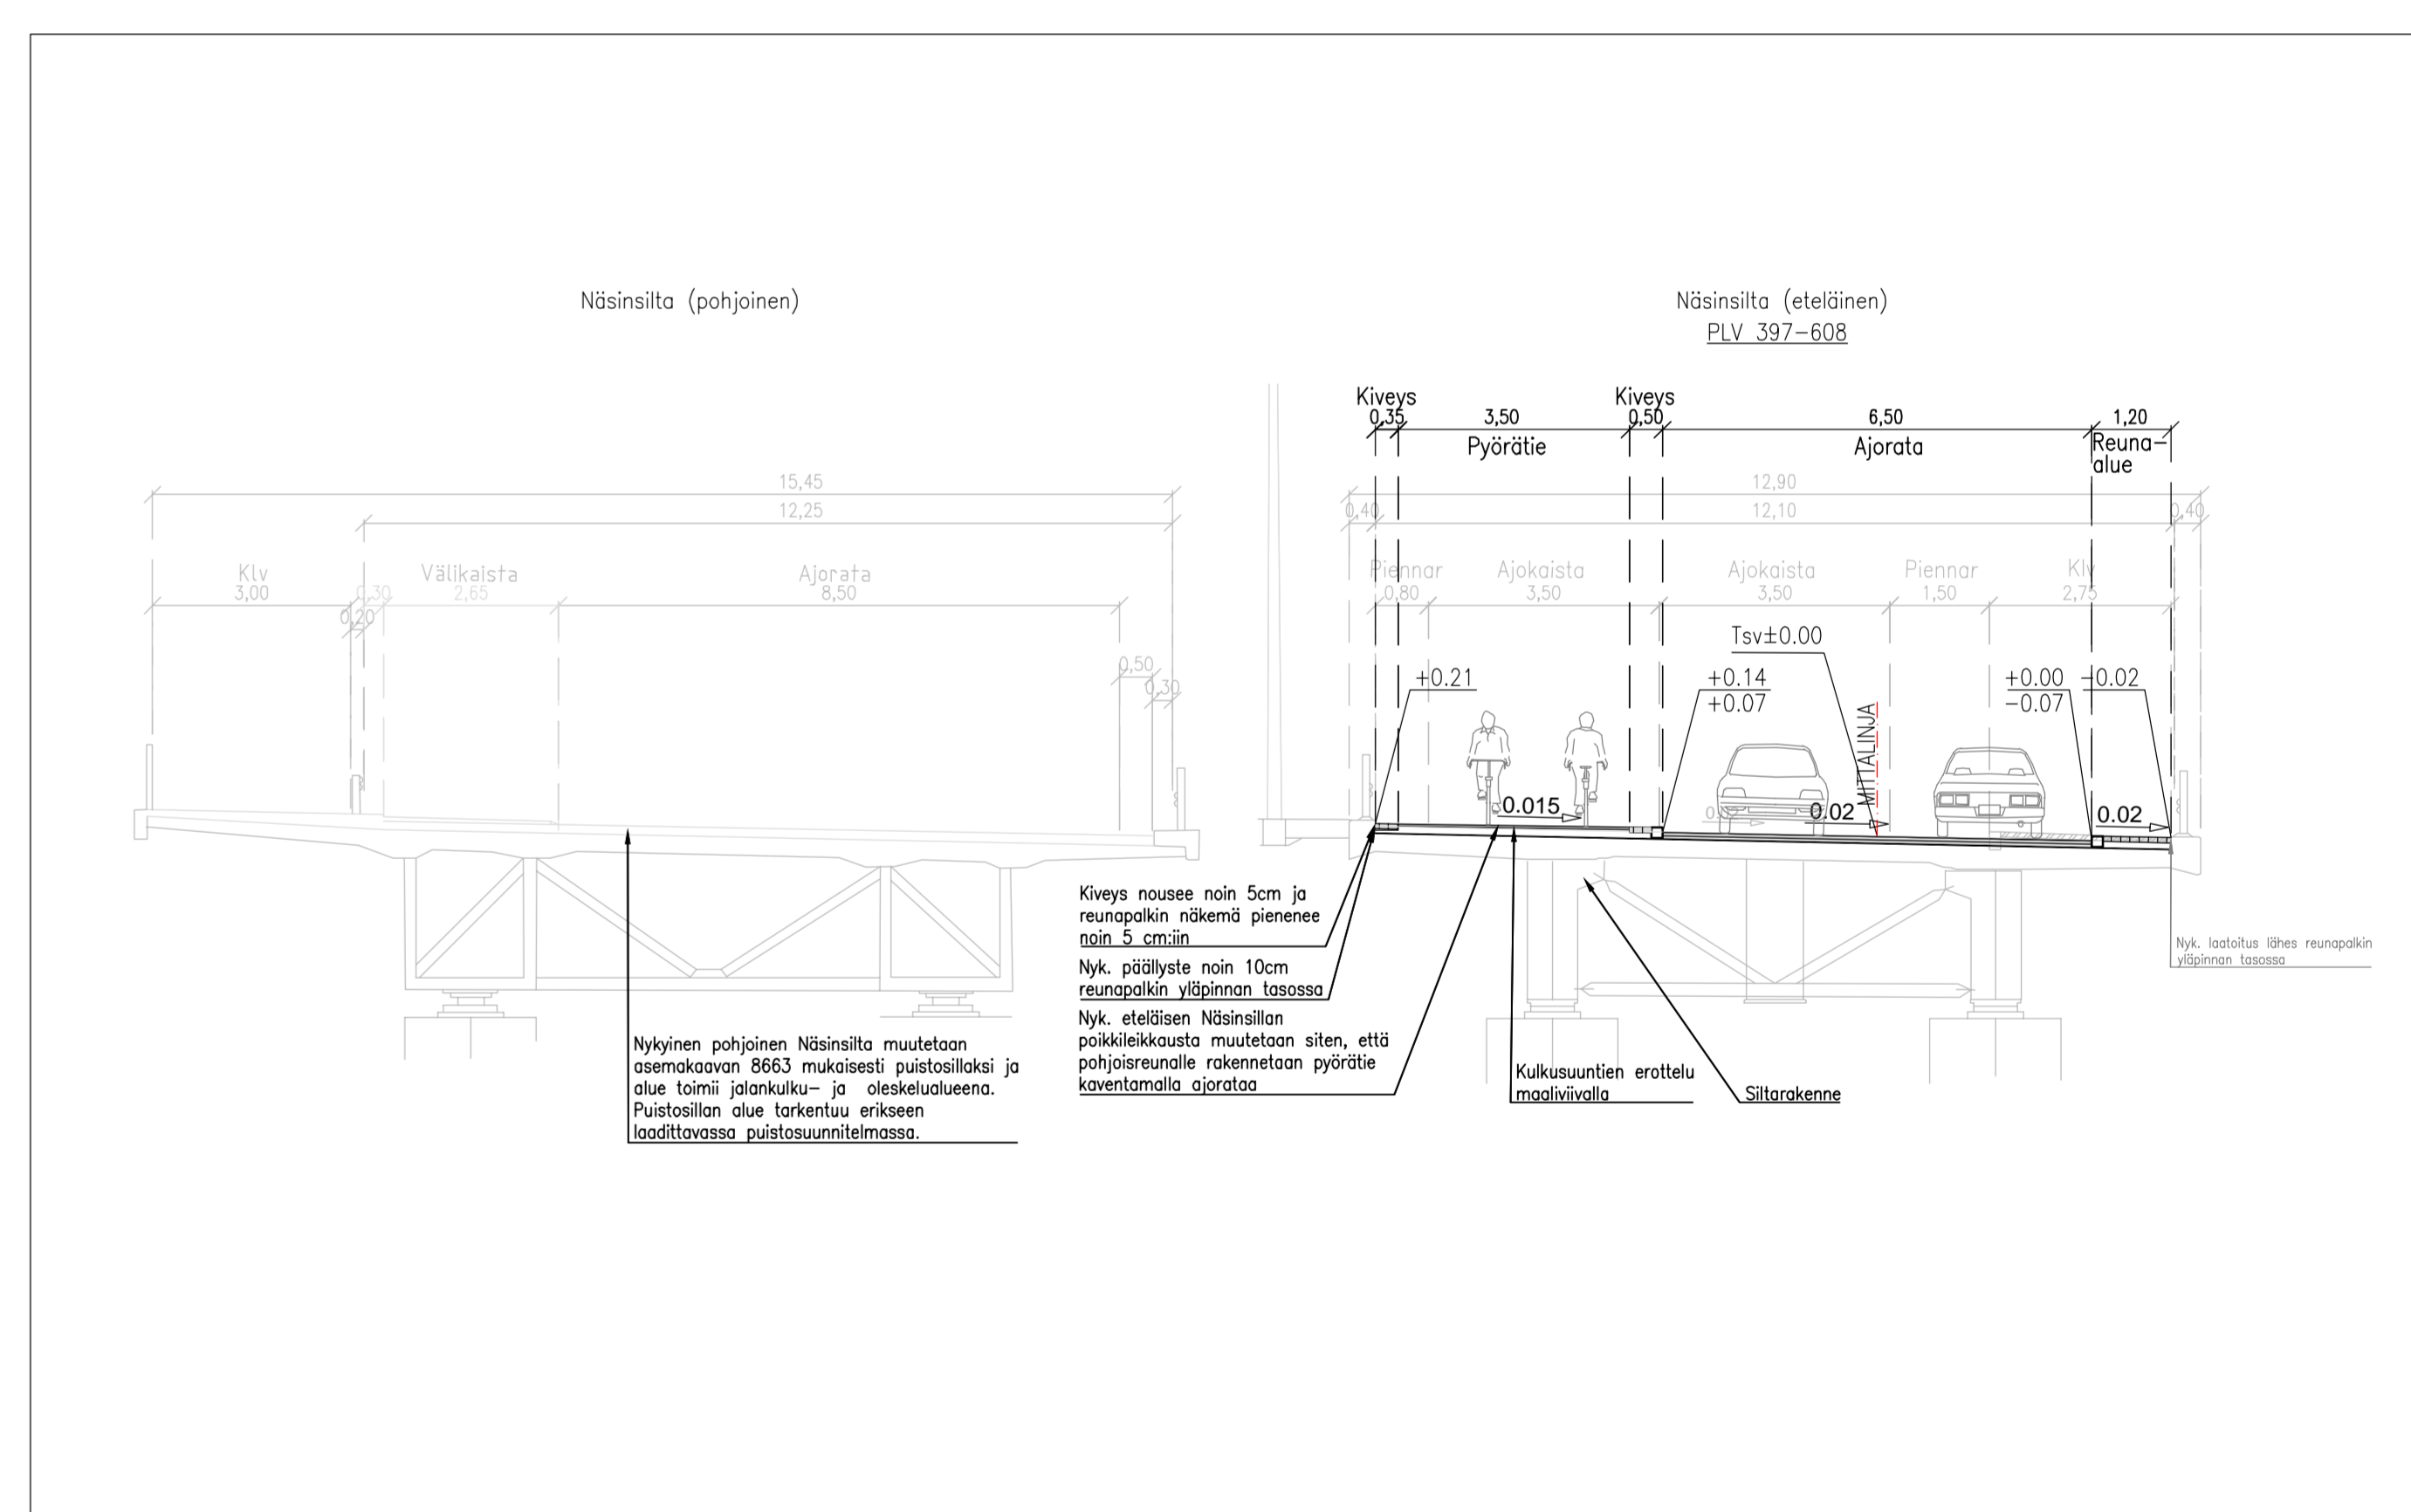 Näsinsilta (pohjoinen)
15,45
12,25
Klv
3,00
0,20
0,30
Välikaista
2,65
Ajorata
8,50
0,50
0,30
Nykyinen pohjoinen Näsinsilta muutetaan
asemakaavan 8663 mukaisesti puistosillaksi ja
alue toimii jalankulku- ja oleskelualueena.
Puistosillan alue tarkentuu erikseen
laadittavassa puistosuunnitelmassa.
Näsinsilta (eteläinen)
PLV 397-608
Kiveys
0,35
3,50
Pyörätie
Kiveys
0,50
6,50
Ajorata
1,20
Reuna-
alue
12,90
0,40
12,10
0,40
Piennar
0,80
Ajokaista
3,50
Ajokaista
3,50
Piennar
1,50
Klv
2,75
Tsv±0.00
+0.21
+0.14
+0.07
+0.00
-0.07
-0.02
MITTALINJA
0.015
0.02
0.02
Kiveys nousee noin 5cm ja
reunapalkin näkemä pienenee
noin 5 cm:iin
Nyk. päällyste noin 10cm
reunapalkin yläpinnan tasossa
Nyk. eteläisen Näsinsillan
poikkileikkausta muutetaan siten, että
pohjoisreunalle rakennetaan pyörätie
kaventamalla ajorataa
Kulkusuuntien erottelu
maaliviivalla
Siltarakenne
Nyk. laatoitus lähes reunapalkin
yläpinnan tasossa